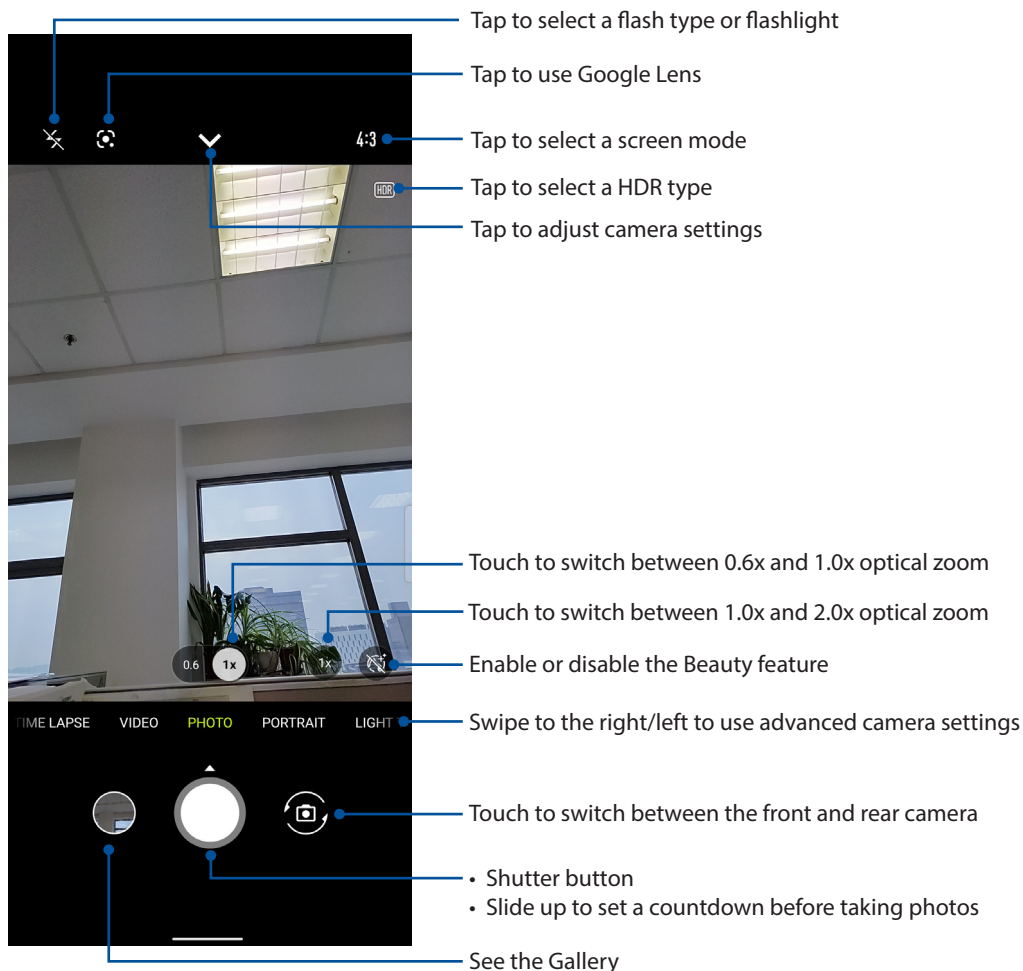 Tap to select a flash type or flashlight
Tap to use Google Lens
4:3
Tap to select a screen mode
HDR
Tap to select a HDR type
Tap to adjust camera settings
Touch to switch between 0.6x and 1.0x optical zoom
Touch to switch between 1.0x and 2.0x optical zoom
0.6 1x 1x
Enable or disable the Beauty feature
TIME LAPSE VIDEO PHOTO PORTRAIT LIGHT
Swipe to the right/left to use advanced camera settings
Touch to switch between the front and rear camera
• Shutter button
• Slide up to set a countdown before taking photos
See the Gallery